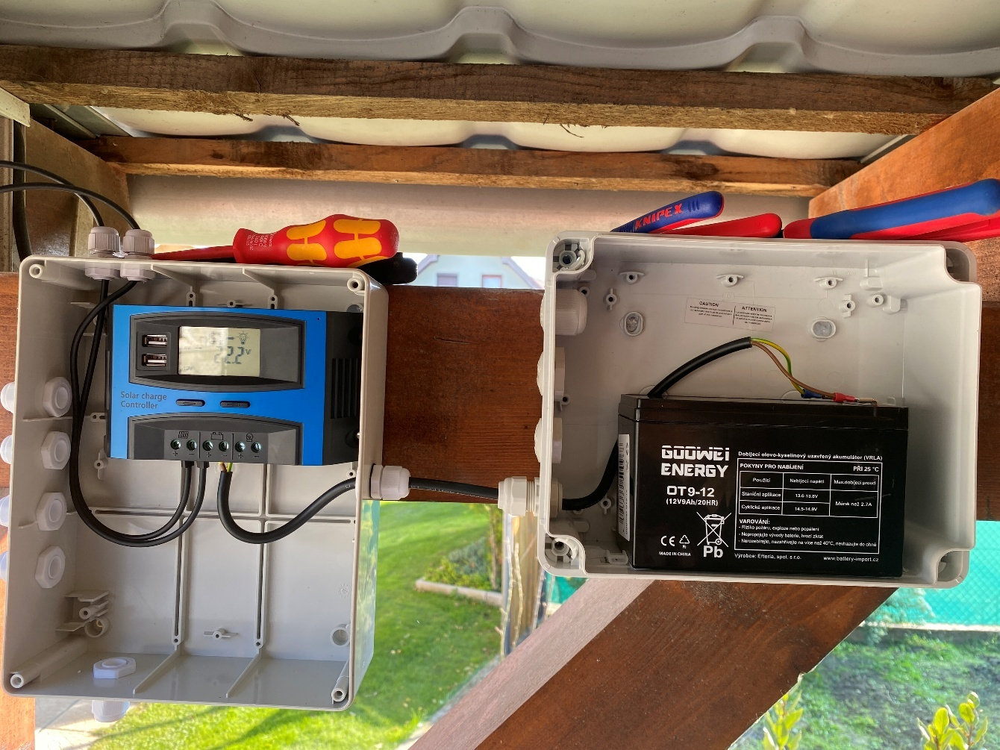 KNIPEX
CAUTION
ATTENTION
22.2 V
Solar charge
Controller
GOOWEI
ENERGY
OT9-12
(12V9Ah/20HR)
MADE IN CHINA
Pb
Dobíjecí olovo-kyselinový uzavřený akumulátor (VRLA)
POKYNY PRO NABÍJENÍ PŘI 25 °C
Použití Nabíjecí napětí Max.dobíjecí proud
Staniční aplikace 13.6-13.8V
Méně než 2.7A
Cyklické aplikace 14.5-14.9V
VAROVÁNÍ:
- Riziko požáru, exploze nebo popálení
- Nepropojujte vývody baterie, hrozí zkrat
- Nerozebírejte, nezahřívejte na více než 40°C, nevhazujte do ohně
Výrobce: Efteria, spol. s r.o. www.battery-import.cz